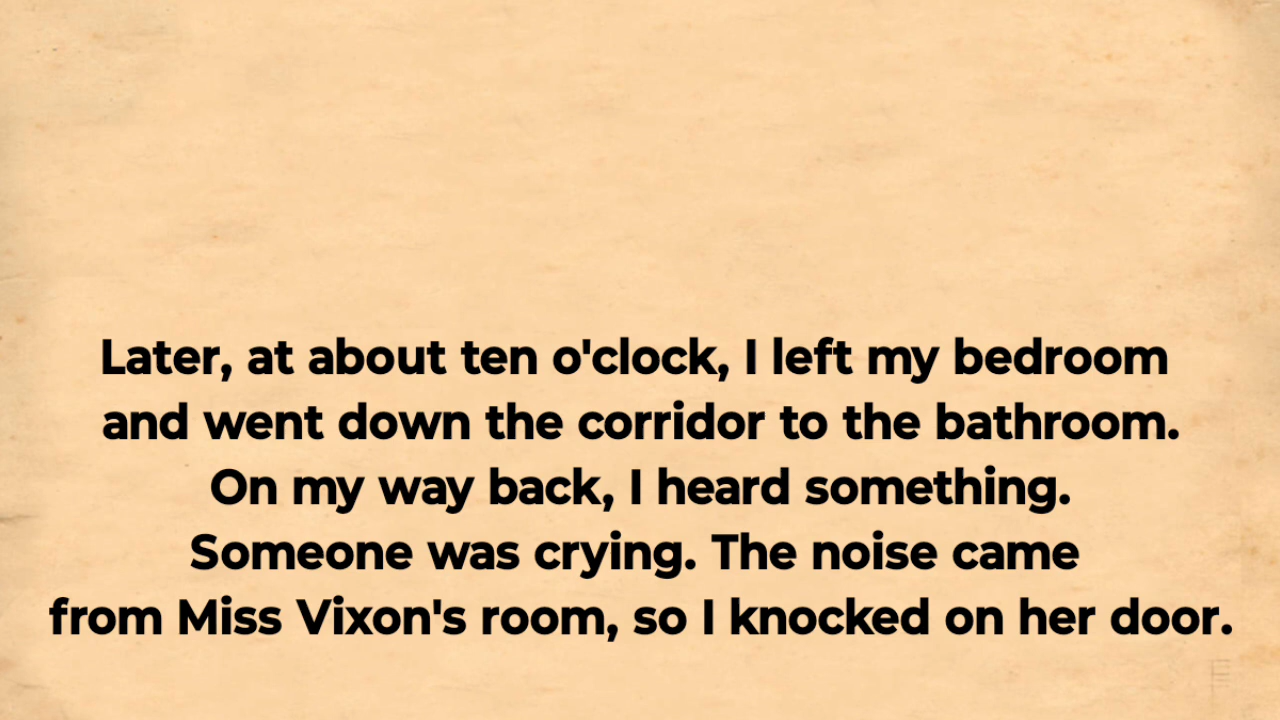 Later, at about ten o'clock, I left my bedroom
and went down the corridor to the bathroom.
On my way back, I heard something.
Someone was crying. The noise came
from Miss Vixon's room, so I knocked on her door.